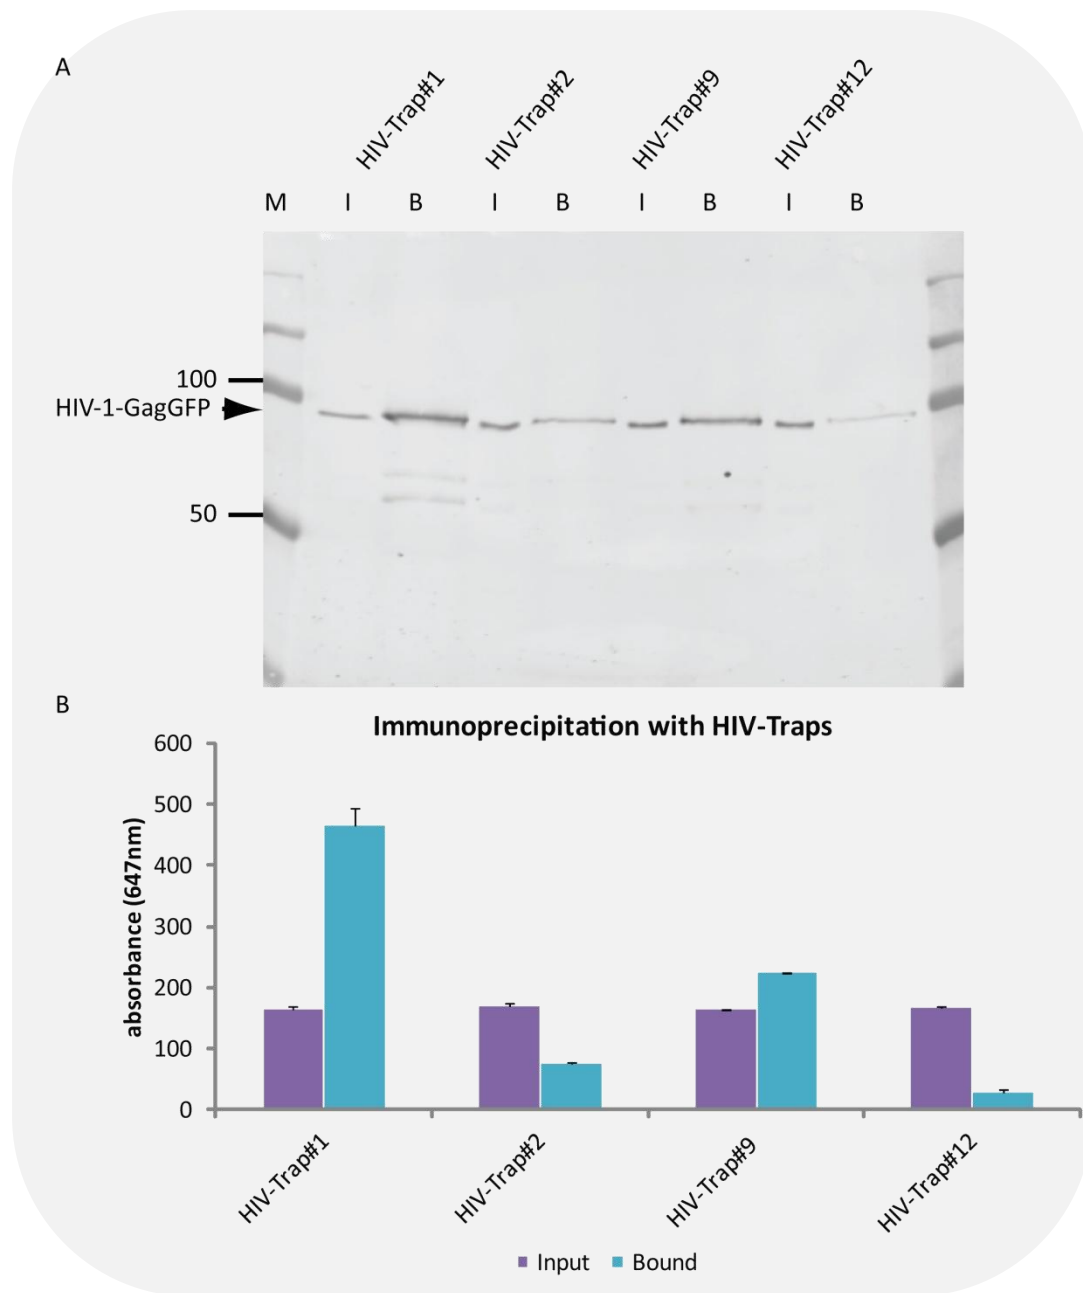 A
HIV-Trap#1 HIV-Trap#2 HIV-Trap#9 HIV-Trap#12
M I B I B I B I B
100
HIV-1-GagGFP
50
B
Immunoprecipitation with HIV-Traps
absorbance (647nm)
600
500
400
300
200
100
0
HIV-Trap#1 HIV-Trap#2 HIV-Trap#9 HIV-Trap#12
Input Bound